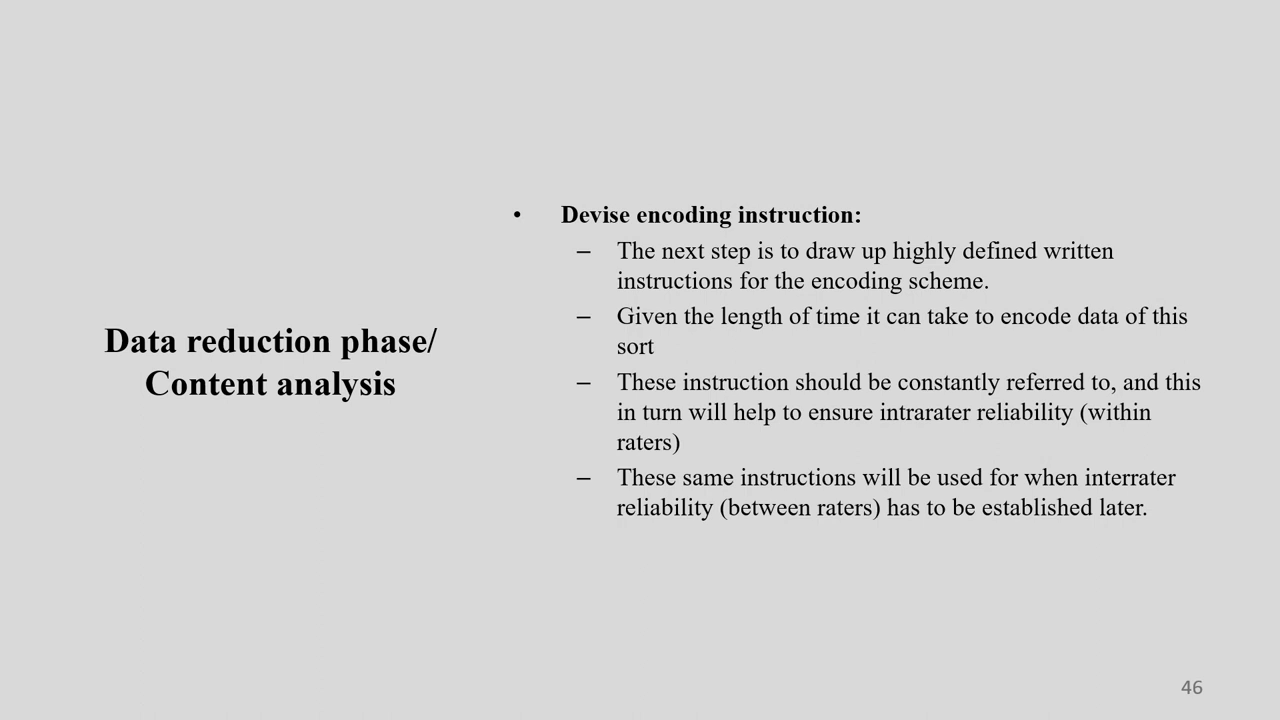 Data reduction phase/
Content analysis
• Devise encoding instruction:
– The next step is to draw up highly defined written
instructions for the encoding scheme.
– Given the length of time it can take to encode data of this
sort
– These instruction should be constantly referred to, and this
in turn will help to ensure intrarater reliability (within
raters)
– These same instructions will be used for when interrater
reliability (between raters) has to be established later.
46